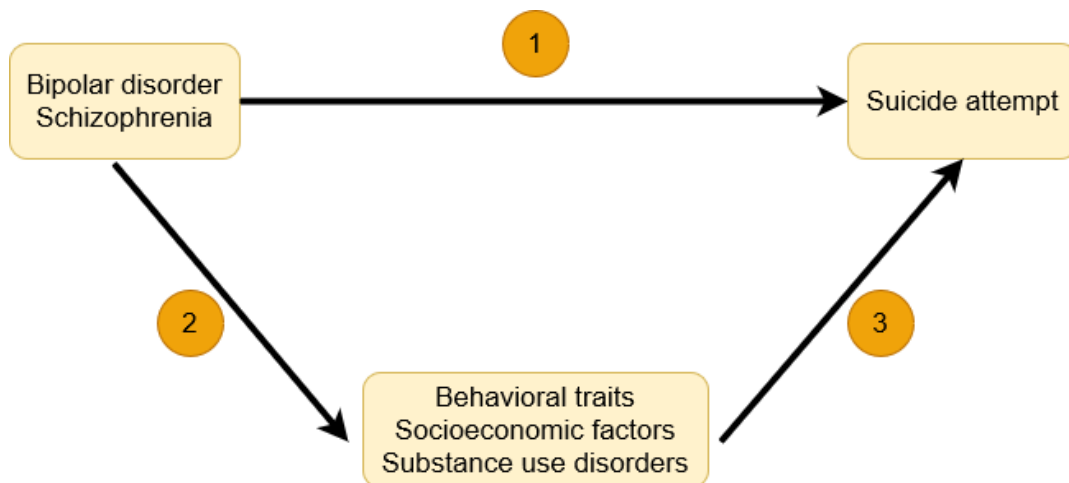 1
Bipolar disorder
Schizophrenia
Suicide attempt
2
3
Behavioral traits
Socioeconomic factors
Substance use disorders